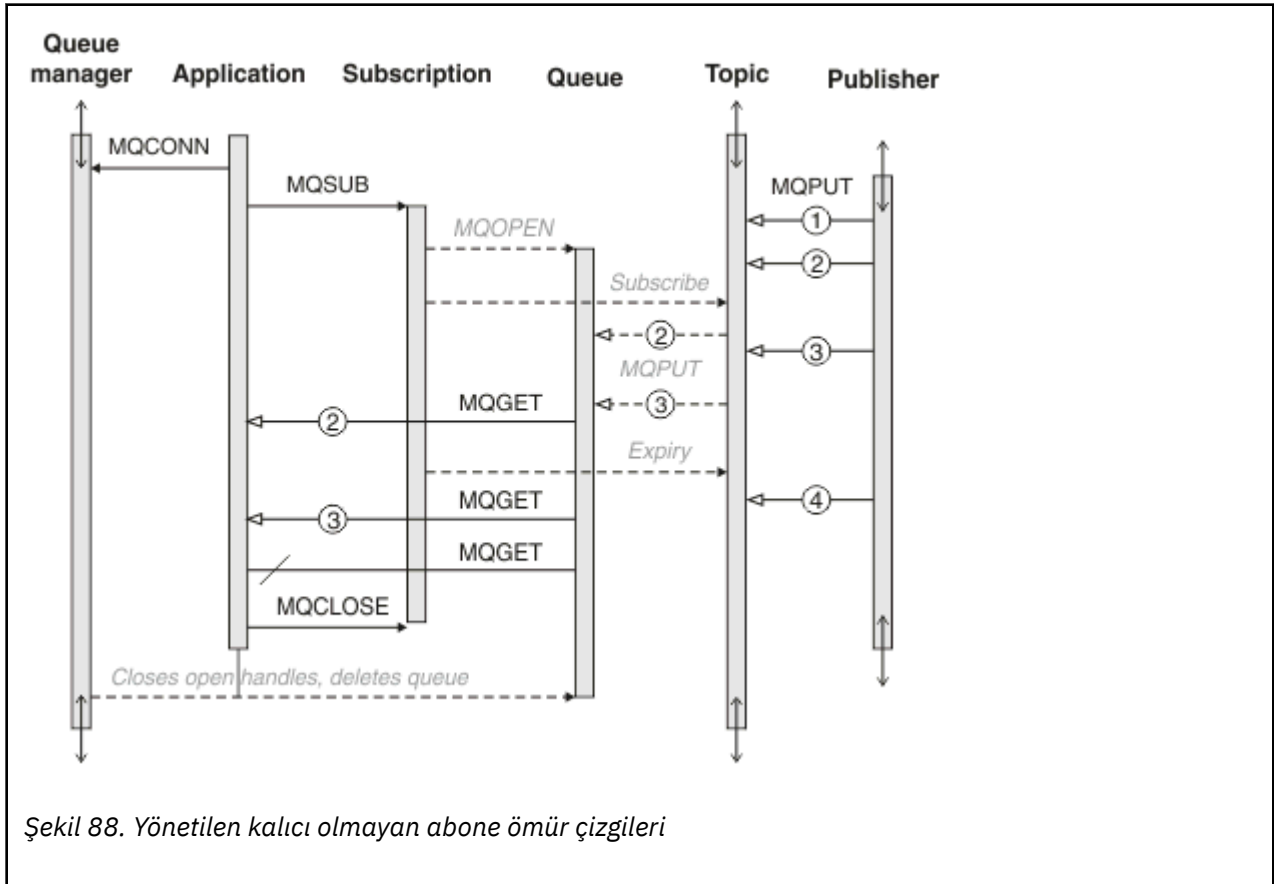 Queue manager
Application
Subscription
Queue
Topic
Publisher
MQCONN
MQPUT
MQSUB
①
MQOPEN
②
Subscribe
②
③
MQPUT
③
MQGET
②
Expiry
MQGET
④
③
MQGET
MQCLOSE
Closes open handles, deletes queue
Şekil 88. Yönetilen kalıcı olmayan abone ömür çizgileri